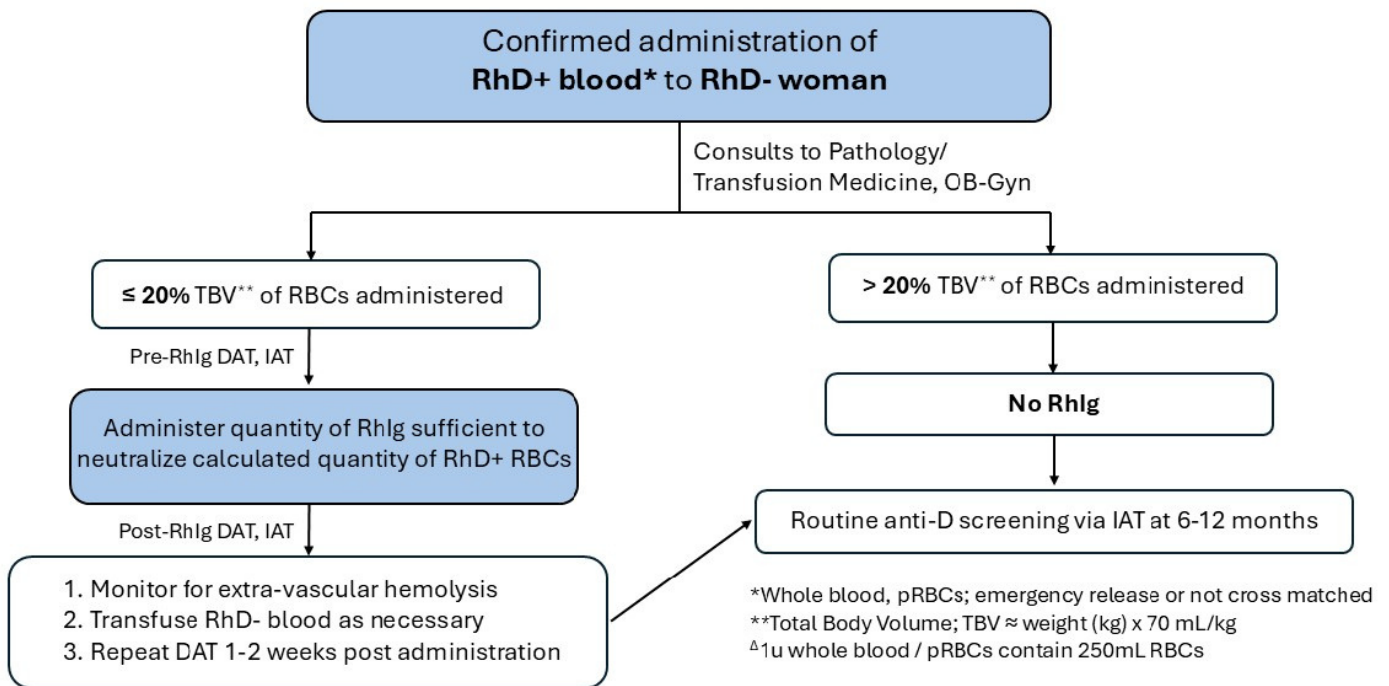 Confirmed administration of
RhD+ blood* to RhD- woman
Consults to Pathology/
Transfusion Medicine, OB-Gyn
≤ 20% TBV** of RBCs administered
> 20% TBV** of RBCs administered
Pre-RhIg DAT, IAT
No RhIg
Administer quantity of RhIg sufficient to
neutralize calculated quantity of RhD+ RBCs
Post-RhIg DAT, IAT
Routine anti-D screening via IAT at 6-12 months
1. Monitor for extra-vascular hemolysis
2. Transfuse RhD- blood as necessary
3. Repeat DAT 1-2 weeks post administration
*Whole blood, pRBCs; emergency release or not cross matched
**Total Body Volume; TBV ≈ weight (kg) x 70 mL/kg
Δ1u whole blood / pRBCs contain 250mL RBCs